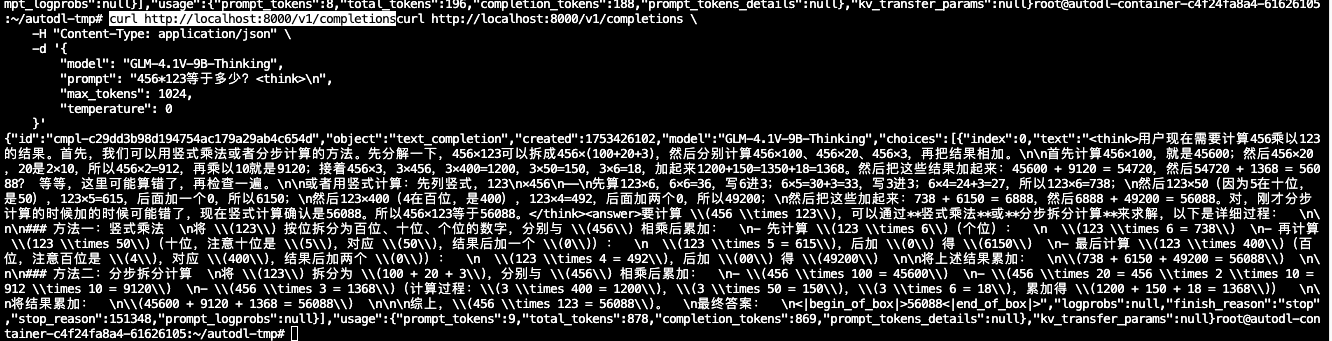 mpt_logprobs":null}],"usage":{"prompt_tokens":8,"total_tokens":196,"completion_tokens":188,"prompt_tokens_details":null},"kv_transfer_params":null}root@autodl-container-c4f24fa8a4-61626105
:~/autodl-tmp# curl http://localhost:8000/v1/completionscurl http://localhost:8000/v1/completions \
    -H "Content-Type: application/json" \
    -d '{
        "model": "GLM-4.1V-9B-Thinking",
        "prompt": "456*123等于多少？<think>\n",
        "max_tokens": 1024,
        "temperature": 0
    }'
{"id":"cmpl-c29dd3b98d194754ac179a29ab4c654d","object":"text_completion","created":1753426102,"model":"GLM-4.1V-9B-Thinking","choices":[{"index":0,"text":"<think>用户现在需要计算456乘以123
的结果。首先，我们可以用竖式乘法或者分步计算的方法。先分解一下，456×123可以拆成456×(100+20+3)，然后分别计算456×100、456×20、456×3，再把结果相加。\n\n首先计算456×100，就是45600；然后456×20
，20是2×10，所以456×2=912，再乘以10就是9120；接着456×3，3×456，3×400=1200，3×50=150，3×6=18，加起来1200+150=1350+18=1368。然后把这些结果加起来：45600 + 9120 = 54720，然后54720 + 1368 = 560
88？ 等等，这里可能算错了，再检查一遍。\n\n或者用竖式计算：先列竖式，123\n×456\n——\n先算123×6，6×6=36，写6进3；6×5=30+3=33，写3进3；6×4=24+3=27，所以123×6=738；\n然后123×50（因为5在十位，
是50），123×5=615，后面加一个0，所以6150；\n然后123×400（4在百位，是400），123×4=492，后面加两个0，所以49200；\n然后把这些加起来：738 + 6150 = 6888，然后6888 + 49200 = 56088。对，刚才分步
计算的时候加的时候可能错了，现在竖式计算确认是56088。所以456×123等于56088。</think><answer>要计算 \\(456 \\times 123\\)，可以通过**竖式乘法**或**分步拆分计算**来求解，以下是详细过程：  \n\
n\n### 方法一：竖式乘法  \n将 \\(123\\) 按位拆分为百位、十位、个位的数字，分别与 \\(456\\) 相乘后累加：  \n- 先计算 \\(123 \\times 6\\)（个位）：  \n  \\(123 \\times 6 = 738\\)  \n- 再计算
 \\(123 \\times 50\\)（十位，注意十位是 \\(5\\)，对应 \\(50\\)，结果后加一个 \\(0\\)）：  \n  \\(123 \\times 5 = 615\\)，后加 \\(0\\) 得 \\(6150\\)  \n- 最后计算 \\(123 \\times 400\\)（百
位，注意百位是 \\(4\\)，对应 \\(400\\)，结果后加两个 \\(0\\)）：  \n  \\(123 \\times 4 = 492\\)，后加 \\(00\\) 得 \\(49200\\)  \n\n将上述结果累加：  \n\\(738 + 6150 + 49200 = 56088\\)  \n\
n\n### 方法二：分步拆分计算  \n将 \\(123\\) 拆分为 \\(100 + 20 + 3\\)，分别与 \\(456\\) 相乘后累加：  \n- \\(456 \\times 100 = 45600\\)  \n- \\(456 \\times 20 = 456 \\times 2 \\times 10 =
912 \\times 10 = 9120\\)  \n- \\(456 \\times 3 = 1368\\)（计算过程：\\(3 \\times 400 = 1200\\)，\\(3 \\times 50 = 150\\)，\\(3 \\times 6 = 18\\)，累加得 \\(1200 + 150 + 18 = 1368\\)）  \n\
n将结果累加：  \n\\(45600 + 9120 + 1368 = 56088\\)  \n\n\n综上，\\(456 \\times 123 = 56088\\)。  \n最终答案：  \n<|begin_of_box|>56088<|end_of_box|>","logprobs":null,"finish_reason":"stop"
,"stop_reason":151348,"prompt_logprobs":null}],"usage":{"prompt_tokens":9,"total_tokens":878,"completion_tokens":869,"prompt_tokens_details":null},"kv_transfer_params":null}root@autodl-con
tainer-c4f24fa8a4-61626105:~/autodl-tmp#